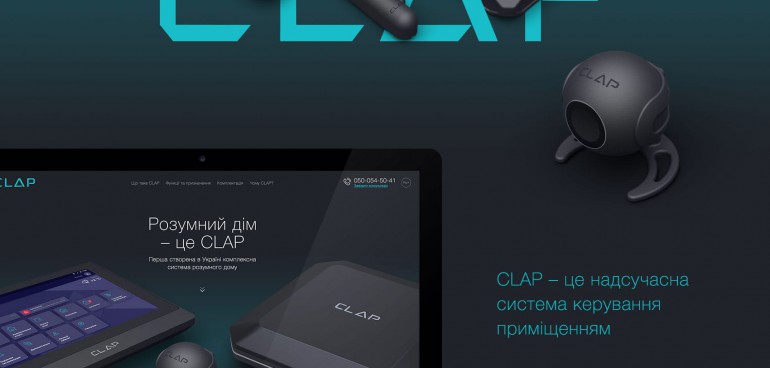 CLAP
CLAP
CLAP
Що таке CLAP Функції та призначення Комплектація Чому CLAP?
050-054-50-41
Розумний дім
– це CLAP
Перша створена в Україні комплексна
система розумного дому
CLAP
CLAP
CLAP
CLAP – це надсучасна
система керування
приміщенням